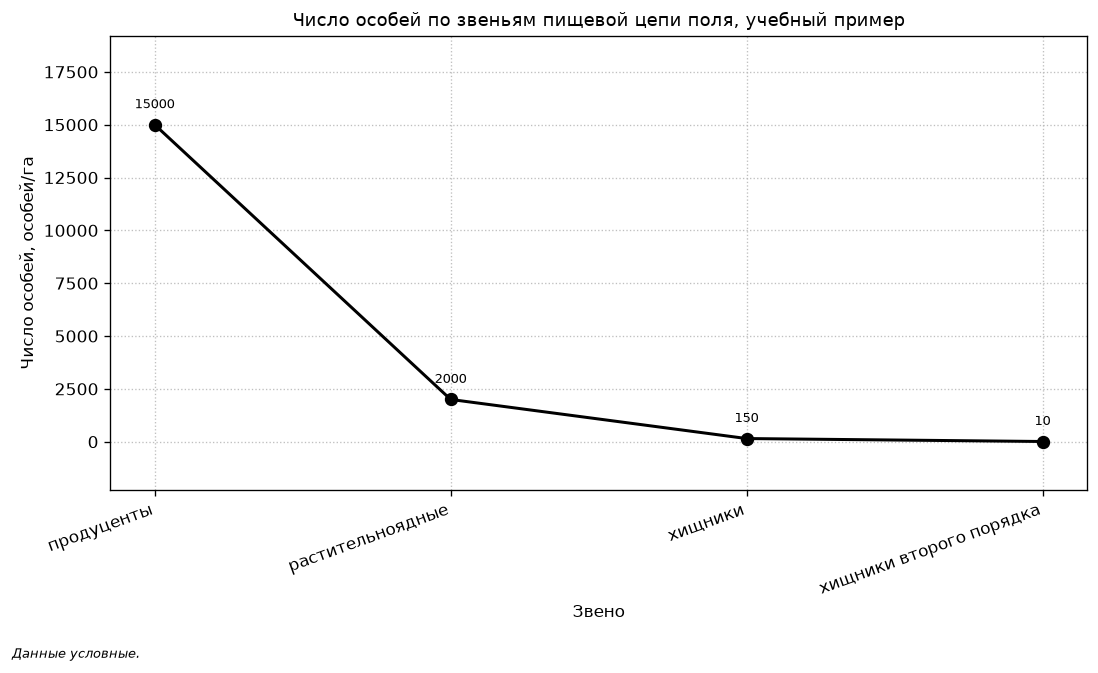 Число особей по звеньям пищевой цепи поля, учебный пример
Число особей, особей/га
17500
15000
12500
10000
7500
5000
2500
0
15000
2000
150
10
продуценты
растительноядные
хищники
хищники второго порядка
Звено
Данные условные.